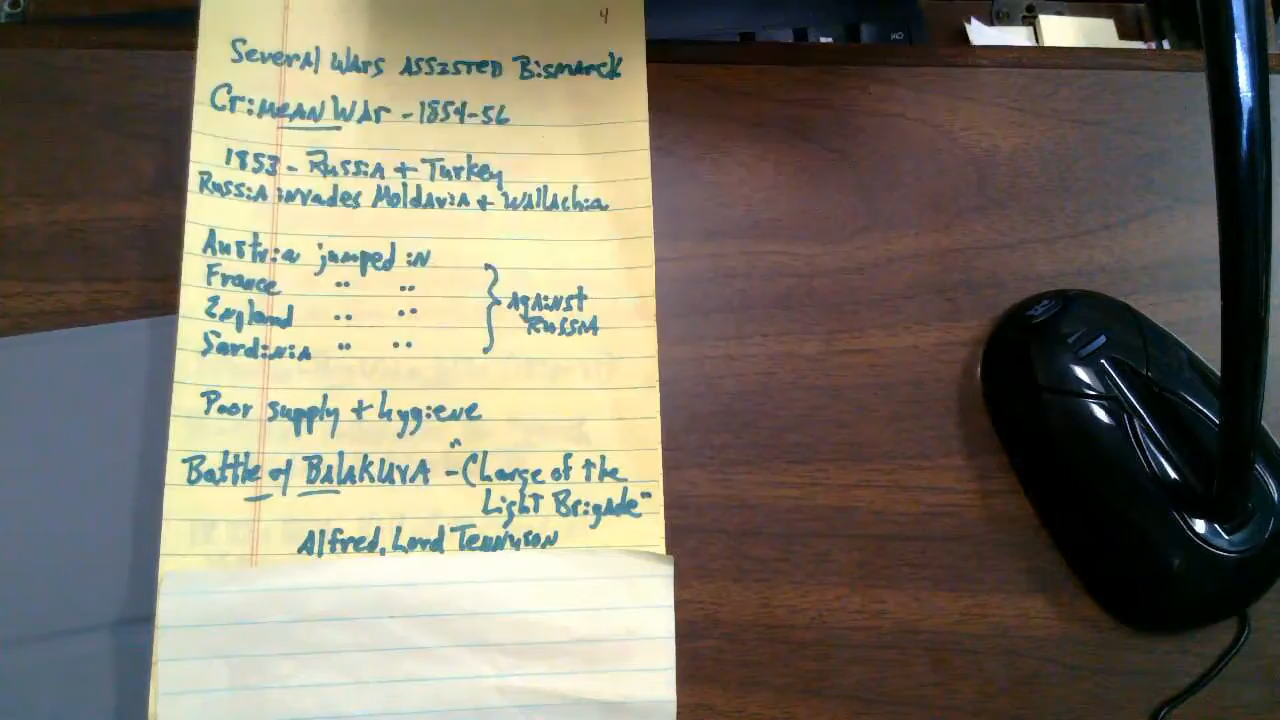 4
Several Wars Assisted Bismarck
Crimean War - 1854-56
1853 - Russia + Turkey
Russia invades Moldavia + Wallachia
Austria jumped in
France " "
England " "
Sardinia " "
} Against
Russia
Poor supply + hygiene
Battle of Balakuva - "Charge of the
Light Brigade"
Alfred, Lord Tennyson